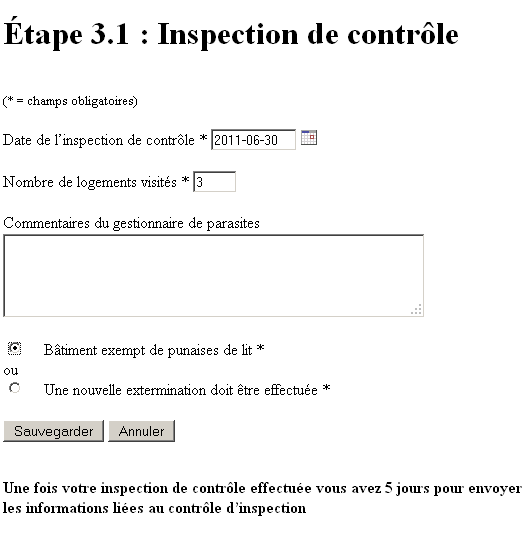 Étape 3.1 : Inspection de contrôle
(* = champs obligatoires)
Date de l'inspection de contrôle * 2011-06-30
Nombre de logements visités * 3
Commentaires du gestionnaire de parasites
Bâtiment exempt de punaises de lit *
ou
Une nouvelle extermination doit être effectuée *
Sauvegarder Annuler
Une fois votre inspection de contrôle effectuée vous avez 5 jours pour envoyer
les informations liées au contrôle d'inspection